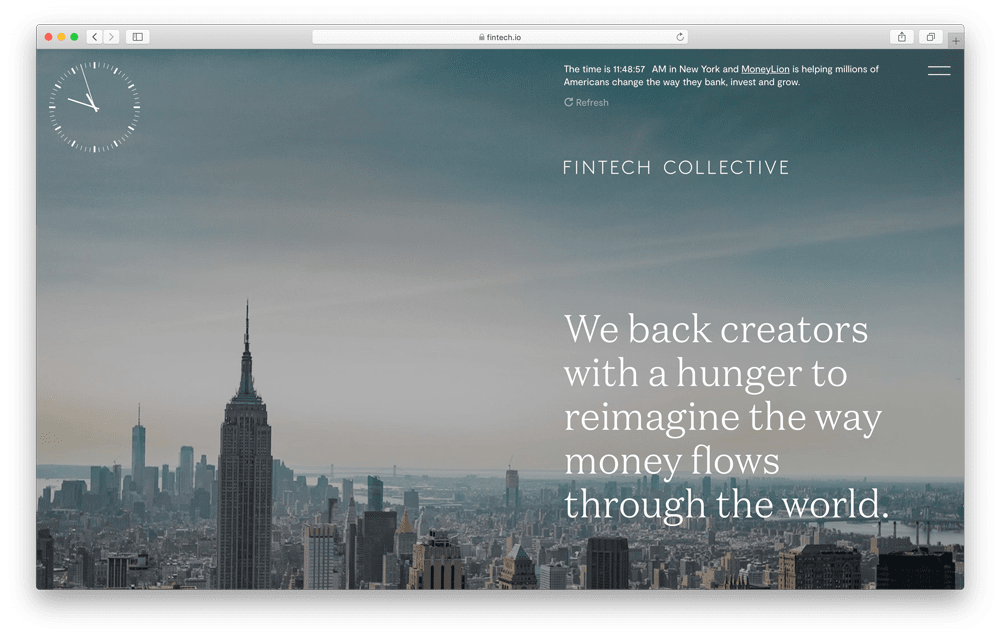 fintech.io
The time is 11:48:57 AM in New York and MoneyLion is helping millions of
Americans change the way they bank, invest and grow.
Refresh
FINTECH COLLECTIVE
We back creators
with a hunger to
reimagine the way
money flows
through the world.